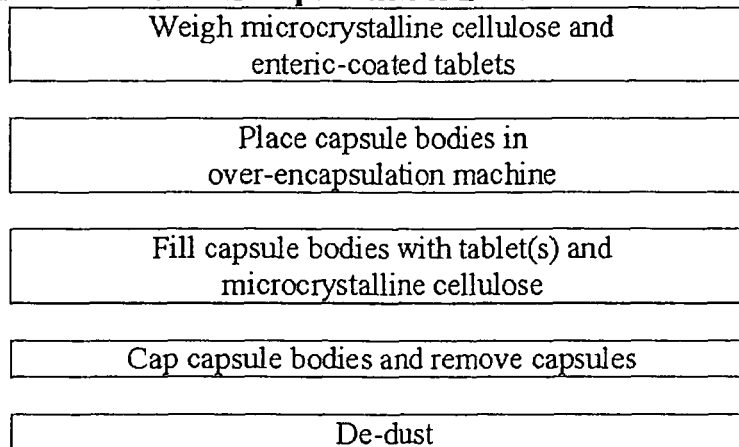 Weigh microcrystalline cellulose and
enteric-coated tablets
Place capsule bodies in
over-encapsulation machine
Fill capsule bodies with tablet(s) and
microcrystalline cellulose
Cap capsule bodies and remove capsules
De-dust